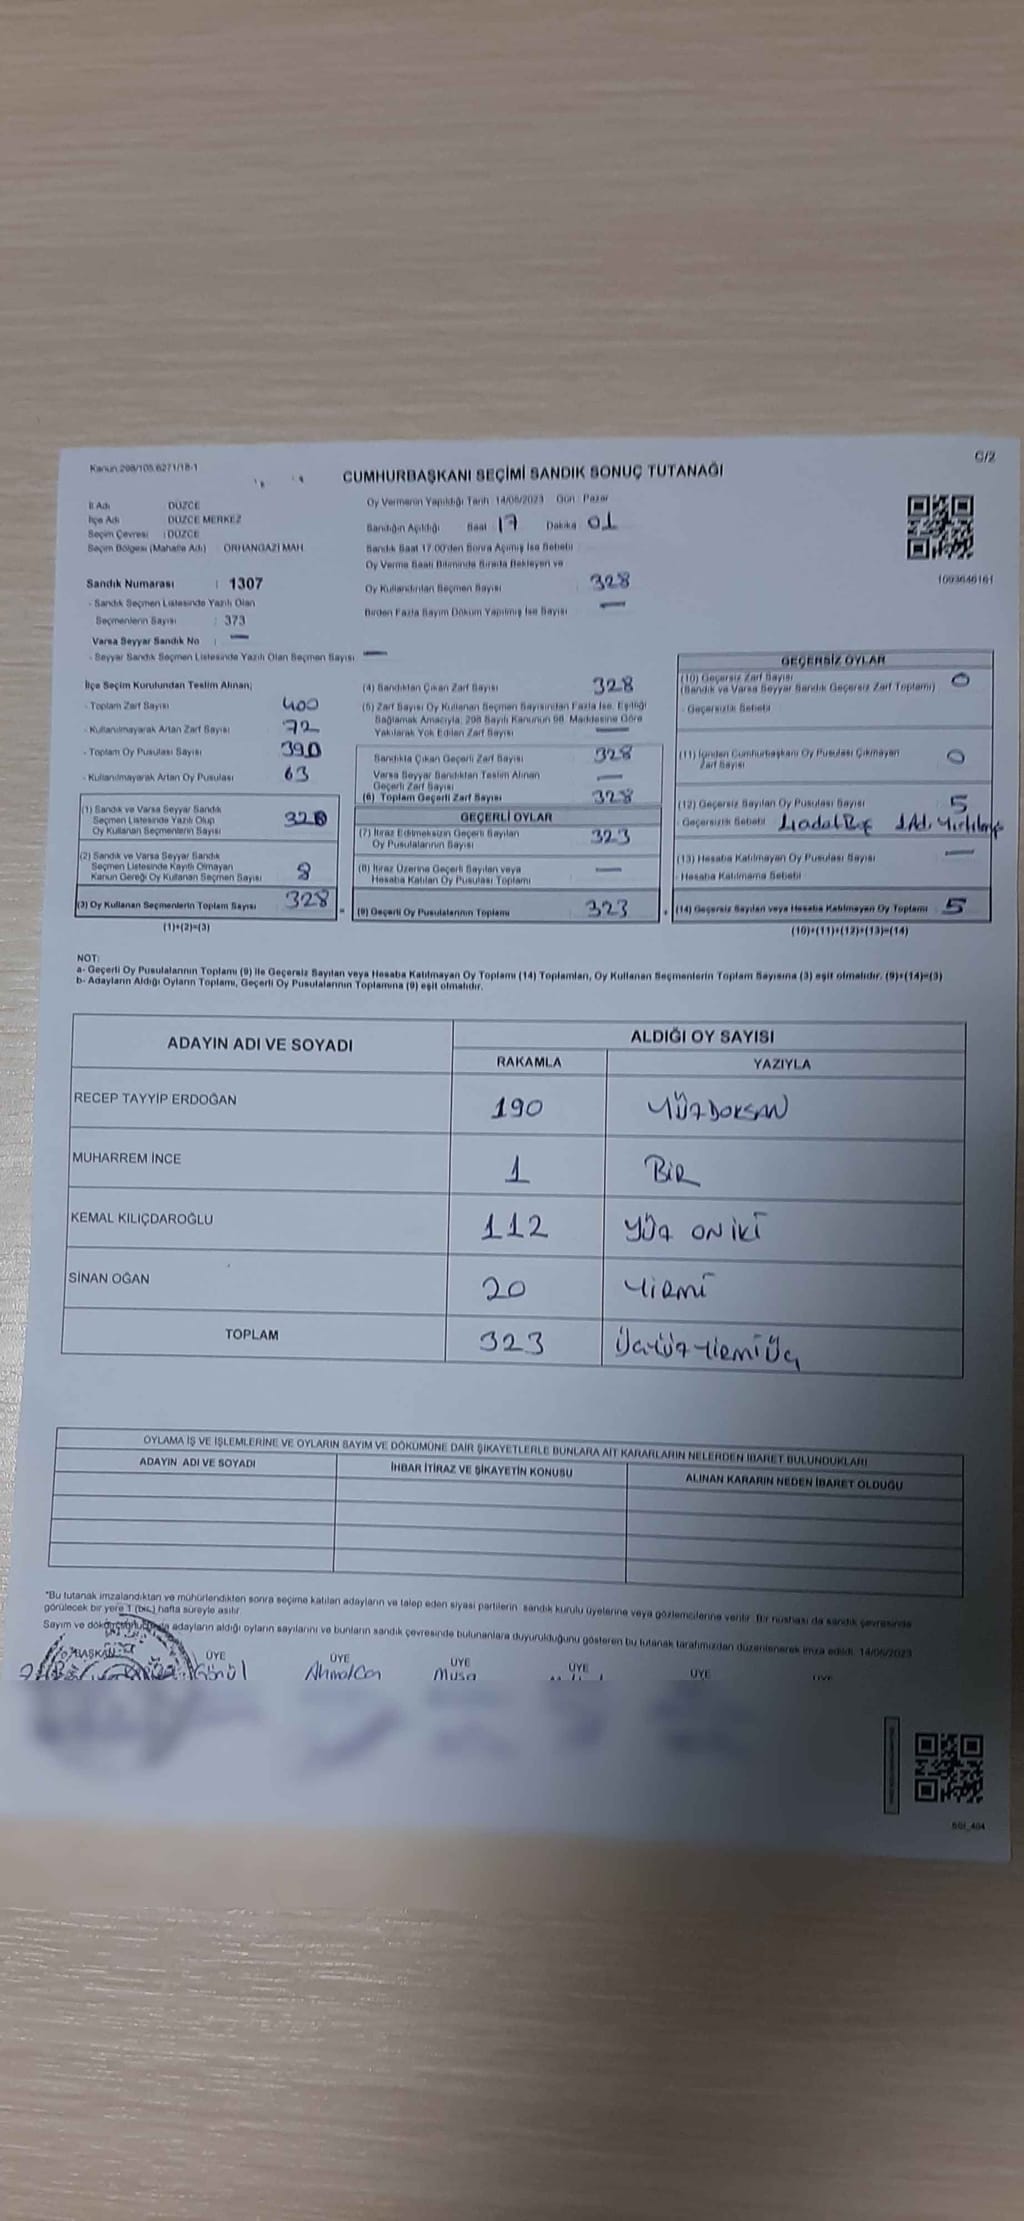 Kanun:298/105,6271/18-1
C/2
CUMHURBAŞKANI SEÇİMİ SANDIK SONUÇ TUTANAĞI
İl Adı DÜZCE
İlçe Adı DÜZCE MERKEZ
Seçim Çevresi : DÜZCE
Seçim Bölgesi (Mahalle Adı) ORHANGAZİ MAH.
Oy Vermenin Yapıldığı Tarih : 14/05/2023 Gün : Pazar
Sandığın Açıldığı Saat 17 Dakika 01
Sandık Saat 17:00'den Sonra Açılmış İse Sebebi :
Oy Verme Saati Bitiminde Sırada Bekleyen ve
Oy Kullandırılan Seçmen Sayısı 328
Birden Fazla Sayım Döküm Yapılmış İse Sayısı —
1093646161
Sandık Numarası : 1307
- Sandık Seçmen Listesinde Yazılı Olan
Seçmenlerin Sayısı : 373
Varsa Seyyar Sandık No : —
- Seyyar Sandık Seçmen Listesinde Yazılı Olan Seçmen Sayısı : —
İlçe Seçim Kurulundan Teslim Alınan;
- Toplam Zarf Sayısı 400
- Kullanılmayarak Artan Zarf Sayısı 72
- Toplam Oy Pusulası Sayısı 390
- Kullanılmayarak Artan Oy Pusulası 63
(1) Sandık ve Varsa Seyyar Sandık
Seçmen Listesinde Yazılı Olup
Oy Kullanan Seçmenlerin Sayısı 320
(2) Sandık ve Varsa Seyyar Sandık
Seçmen Listesinde Kayıtlı Olmayan
Kanun Gereği Oy Kullanan Seçmen Sayısı 8
(3) Oy Kullanan Seçmenlerin Toplam Sayısı 328
(1)+(2)=(3)
(4) Sandıktan Çıkan Zarf Sayısı 328
(5) Zarf Sayısı Oy Kullanan Seçmen Sayısından Fazla İse, Eşitliği
Sağlamak Amacıyla, 298 Sayılı Kanunun 98. Maddesine Göre
Yakılarak Yok Edilen Zarf Sayısı —
Sandıkta Çıkan Geçerli Zarf Sayısı 328
Varsa Seyyar Sandıktan Teslim Alınan
Geçerli Zarf Sayısı —
(6) Toplam Geçerli Zarf Sayısı 328
GEÇERLİ OYLAR
(7) İtiraz Edilmeksizin Geçerli Sayılan
Oy Pusulalarının Sayısı 323
(8) İtiraz Üzerine Geçerli Sayılan veya
Hesaba Katılan Oy Pusulası Toplamı —
(9) Geçerli Oy Pusulalarının Toplamı 323
GEÇERSİZ OYLAR
(10) Geçersiz Zarf Sayısı 0
(Sandık ve Varsa Seyyar Sandık Geçersiz Zarf Toplamı)
- Geçersizlik Sebebi
(11) İçinden Cumhurbaşkanı Oy Pusulası Çıkmayan
Zarf Sayısı 0
(12) Geçersiz Sayılan Oy Pusulası Sayısı 5
- Geçersizlik Sebebi
(13) Hesaba Katılmayan Oy Pusulası Sayısı —
- Hesaba Katılmama Sebebi
(14) Geçersiz Sayılan veya Hesaba Katılmayan Oy Toplamı 5
(10)+(11)+(12)+(13)=(14)
NOT:
a- Geçerli Oy Pusulalarının Toplamı (9) ile Geçersiz Sayılan veya Hesaba Katılmayan Oy Toplamı (14) Toplamları, Oy Kullanan Seçmenlerin Toplam Sayısına (3) eşit olmalıdır. (9)+(14)=(3)
b- Adayların Aldığı Oyların Toplamı, Geçerli Oy Pusulalarının Toplamına (9) eşit olmalıdır.
ADAYIN ADI VE SOYADI
ALDIĞI OY SAYISI
RAKAMLA YAZIYLA
RECEP TAYYİP ERDOĞAN 190 YÜZDOKSAN
MUHARREM İNCE 1 BİR
KEMAL KILIÇDAROĞLU 112 YÜZ ON İKİ
SİNAN OĞAN 20 YİRMİ
TOPLAM 323 ÜÇYÜZYİRMİÜÇ
OYLAMA İŞ VE İŞLEMLERİNE VE OYLARIN SAYIM VE DÖKÜMÜNE DAİR ŞİKAYETLERLE BUNLARA AİT KARARLARIN NELERDEN İBARET BULUNDUKLARI
ADAYIN ADI VE SOYADI
İHBAR İTİRAZ VE ŞİKAYETİN KONUSU
ALINAN KARARIN NEDEN İBARET OLDUĞU
*Bu tutanak imzalandıktan ve mühürlendikten sonra seçime katılan adayların ve talep eden siyasi partilerin sandık kurulu üyelerine veya gözlemcilerine verilir. Bir nüshası da sandık çevresinde
görülecek bir yere 1 (bir) hafta süreyle asılır.
Sayım ve döküm adayların aldığı oyların sayılarını ve bunların sandık çevresinde bulunanlara duyurulduğunu gösteren bu tutanak tarafımızdan düzenlenerek imza edildi. 14/05/2023
BAŞKAN ÜYE ÜYE ÜYE ÜYE ÜYE ÜYE
Gönül Ahmetcan Musa